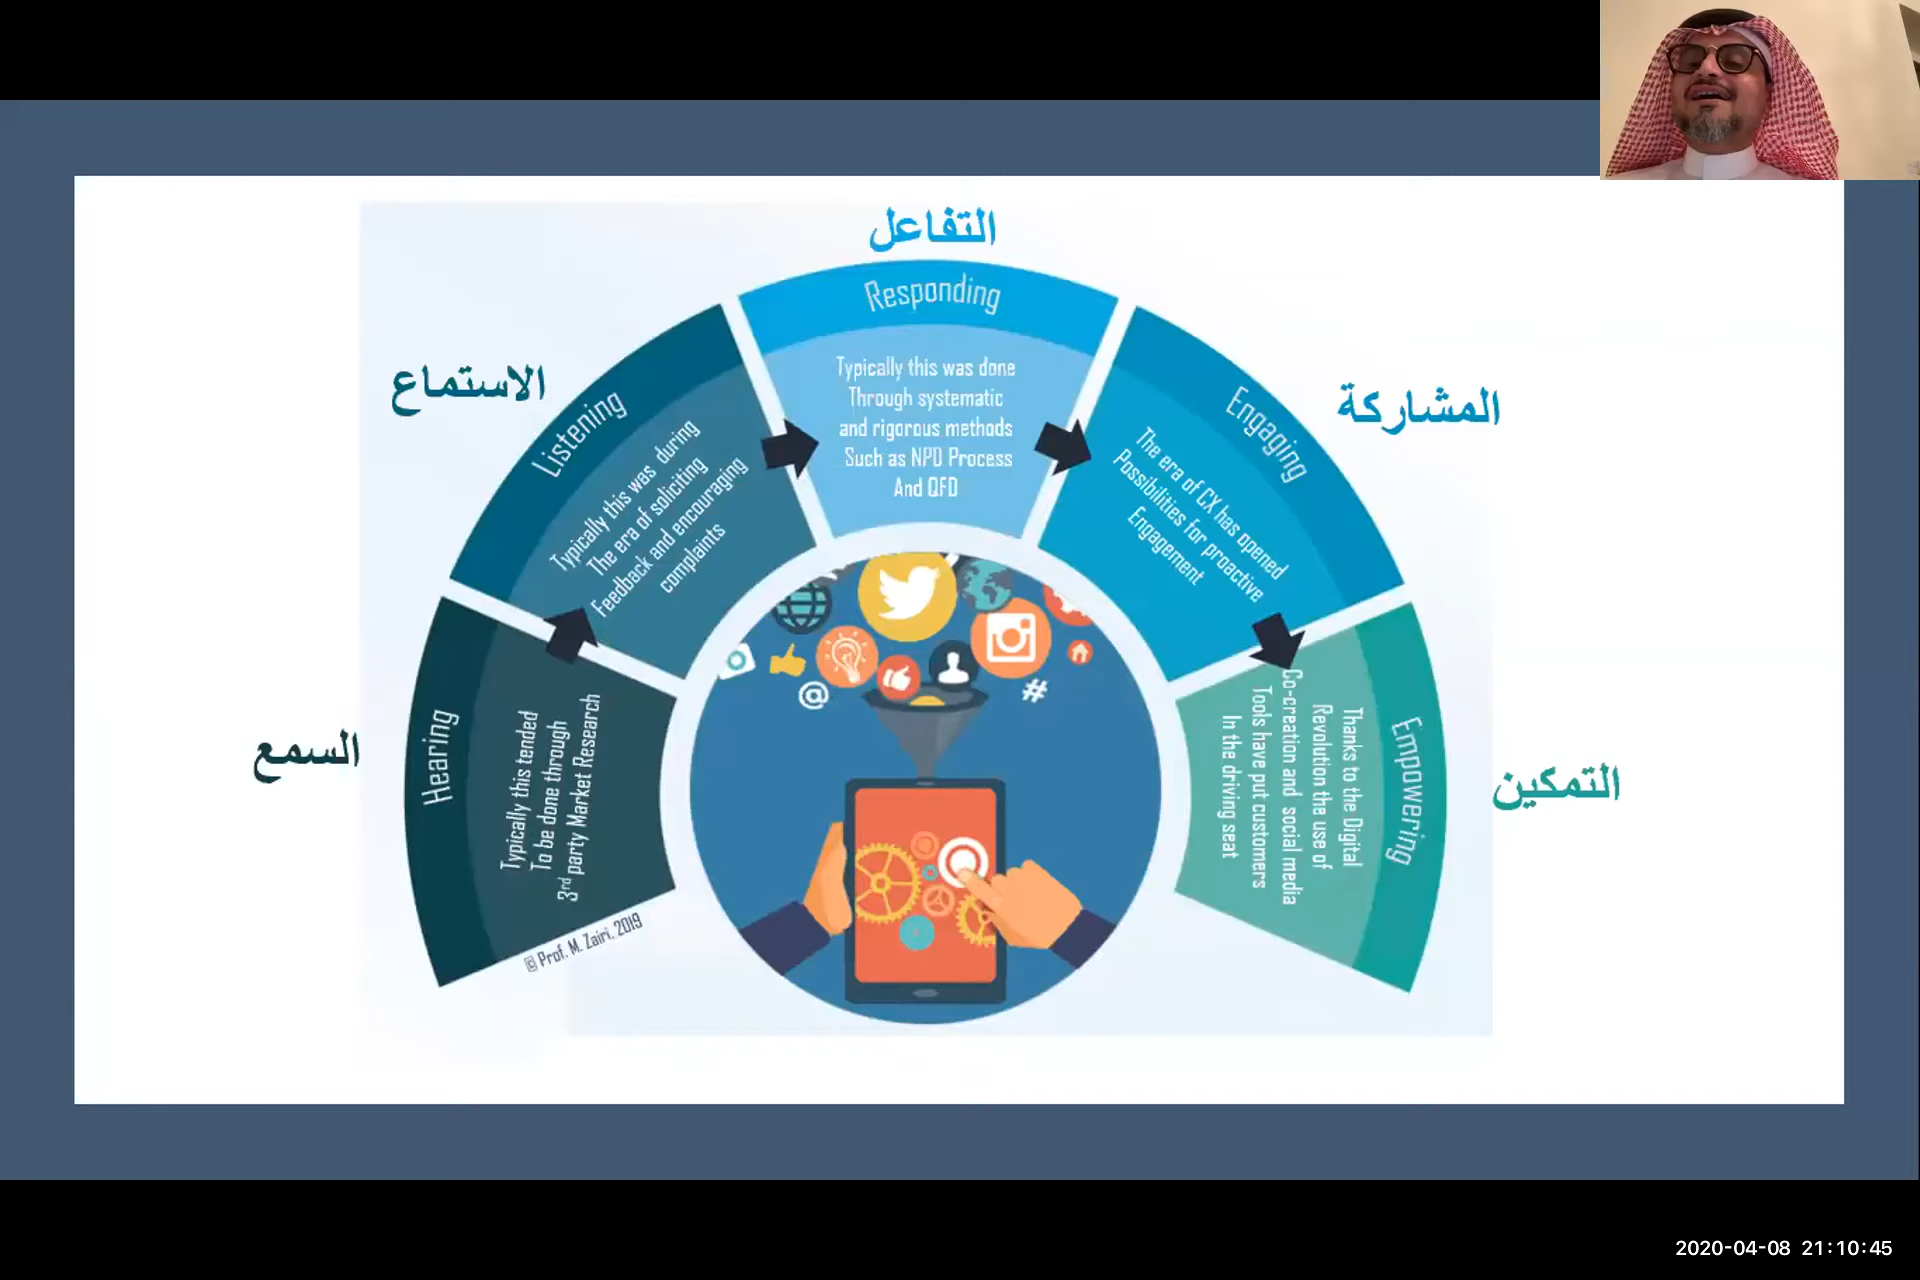 السمع
Hearing
Typically this tended
To be done through
3rd party Market Research
© Prof. M. Zairi, 2019
الاستماع
Listening
Typically this was during
The era of soliciting
Feedback and encouraging
complaints
التفاعل
Responding
Typically this was done
Through systematic
and rigorous methods
Such as NPD Process
And QFD
المشاركة
Engaging
The era of CX has opened
Possibilities for proactive
Engagement
التمكين
Empowering
Thanks to the Digital
Revolution the use of
Co-creation and social media
Tools have put customers
In the driving seat
@
#
2020-04-08 21:10:45